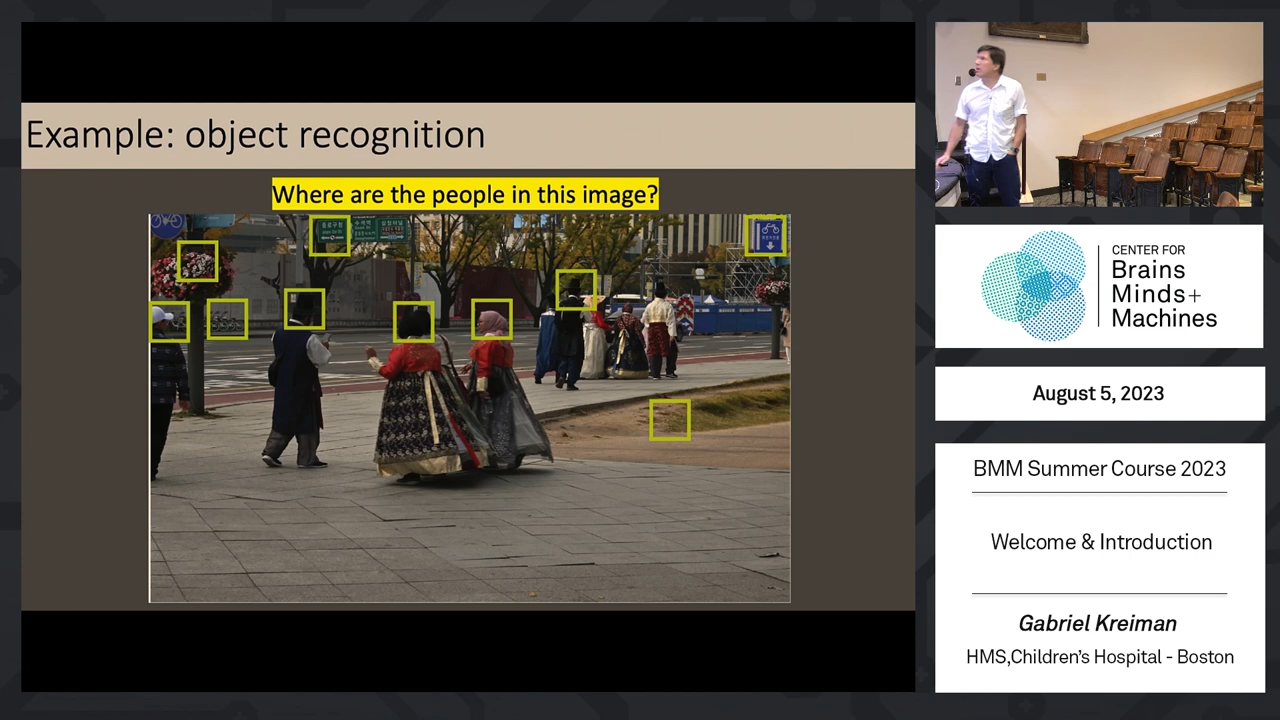 Example: object recognition
Where are the people in this image?
CENTER FOR
Brains
Minds+
Machines
August 5, 2023
BMM Summer Course 2023
Welcome & Introduction
Gabriel Kreiman
HMS,Children's Hospital - Boston